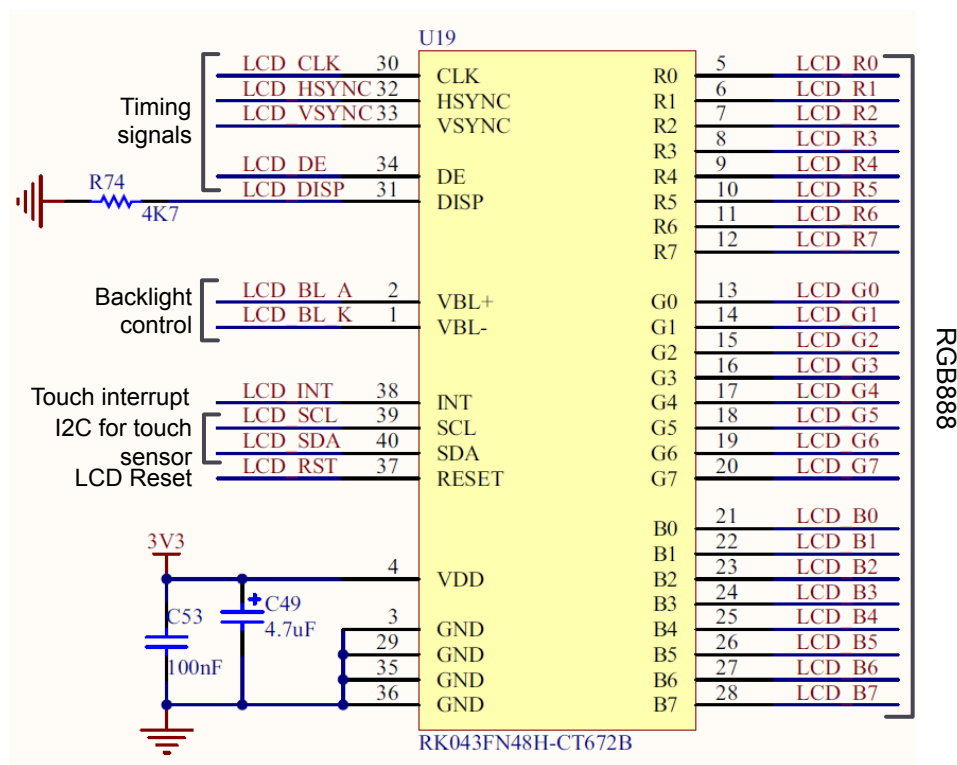 U19
LCD_CLK 30 CLK R0 5 LCD_R0
LCD_HSYNC 32 HSYNC R1 6 LCD_R1
LCD_VSYNC 33 VSYNC R2 7 LCD_R2
Timing
signals
R3 8 LCD_R3
LCD_DE 34 DE R4 9 LCD_R4
R74 4K7 LCD_DISP 31 DISP R5 10 LCD_R5
R6 11 LCD_R6
R7 12 LCD_R7
Backlight
control
LCD_BL_A 2 VBL+ G0 13 LCD_G0
LCD_BL_K 1 VBL- G1 14 LCD_G1
G2 15 LCD_G2
G3 16 LCD_G3
Touch interrupt LCD_INT 38 INT G4 17 LCD_G4
I2C for touch
sensor
LCD_SCL 39 SCL G5 18 LCD_G5
LCD_SDA 40 SDA G6 19 LCD_G6
LCD Reset LCD_RST 37 RESET G7 20 LCD_G7
RGB888
B0 21 LCD_B0
B1 22 LCD_B1
3V3 4 VDD B2 23 LCD_B2
B3 24 LCD_B3
C53
100nF
C49
4.7uF
3 GND B4 25 LCD_B4
29 GND B5 26 LCD_B5
35 GND B6 27 LCD_B6
36 GND B7 28 LCD_B7
RK043FN48H-CT672B